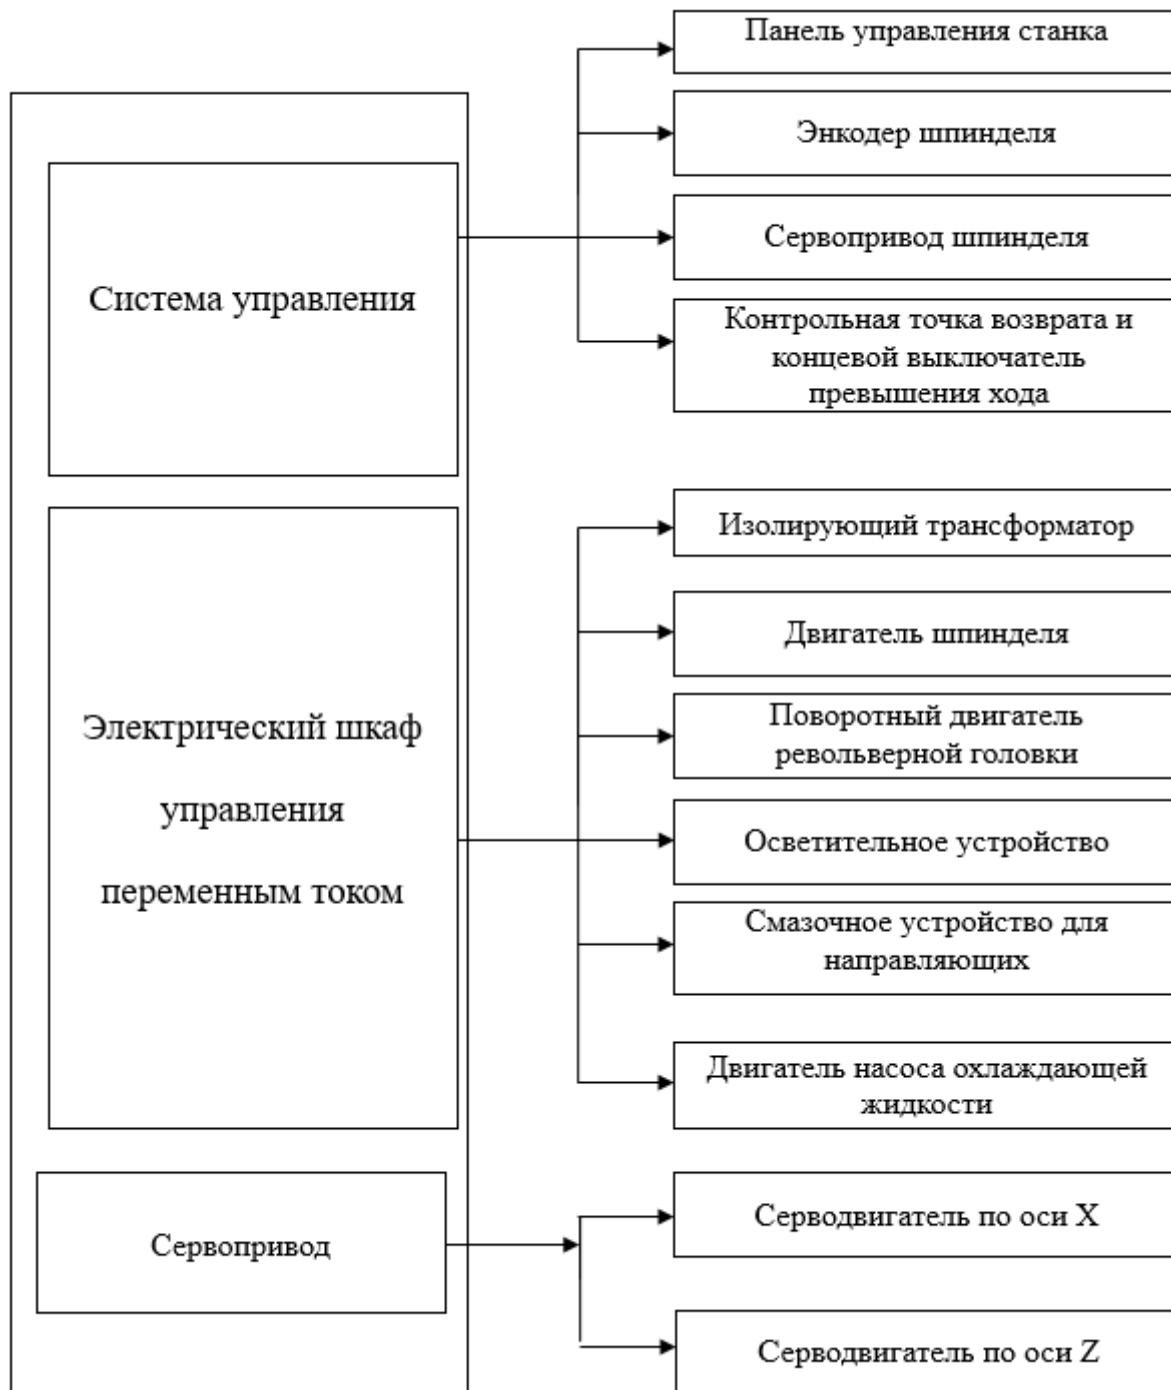 Панель управления станка
Энкодер шпинделя
Сервопривод шпинделя
Контрольная точка возврата и
концевой выключатель
превышения хода
Система управления
Изолирующий трансформатор
Двигатель шпинделя
Поворотный двигатель
револьверной головки
Осветительное устройство
Смазочное устройство для
направляющих
Двигатель насоса охлаждающей
жидкости
Электрический шкаф
управления
переменным током
Сервопривод
Серводвигатель по оси X
Серводвигатель по оси Z